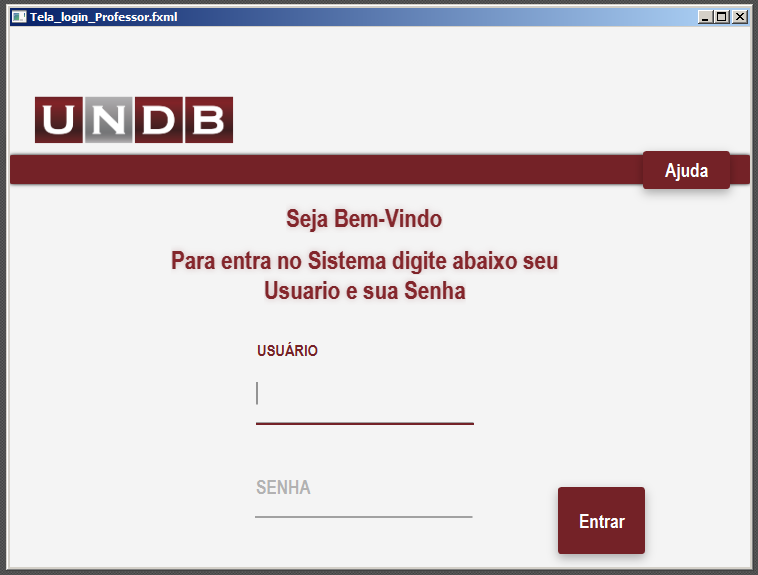 Tela_login_Professor.fxml
UNDB
Ajuda
Seja Bem-Vindo
Para entra no Sistema digite abaixo seu
Usuario e sua Senha
USUÁRIO
SENHA
Entrar